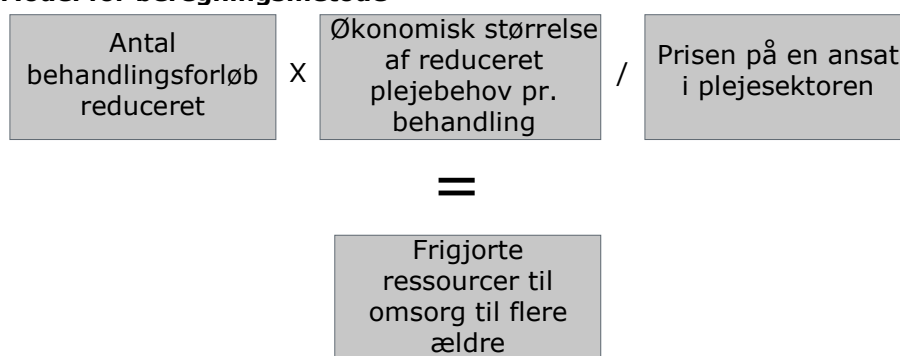 Model for beregningsmetode
Antal
behandlingsforløb
reduceret
X
Økonomisk størrelse
af reduceret
plejebehov pr.
behandling
/
Prisen på en ansat
i plejesektoren
=
Frigjorte
ressourcer til
omsorg til flere
ældre